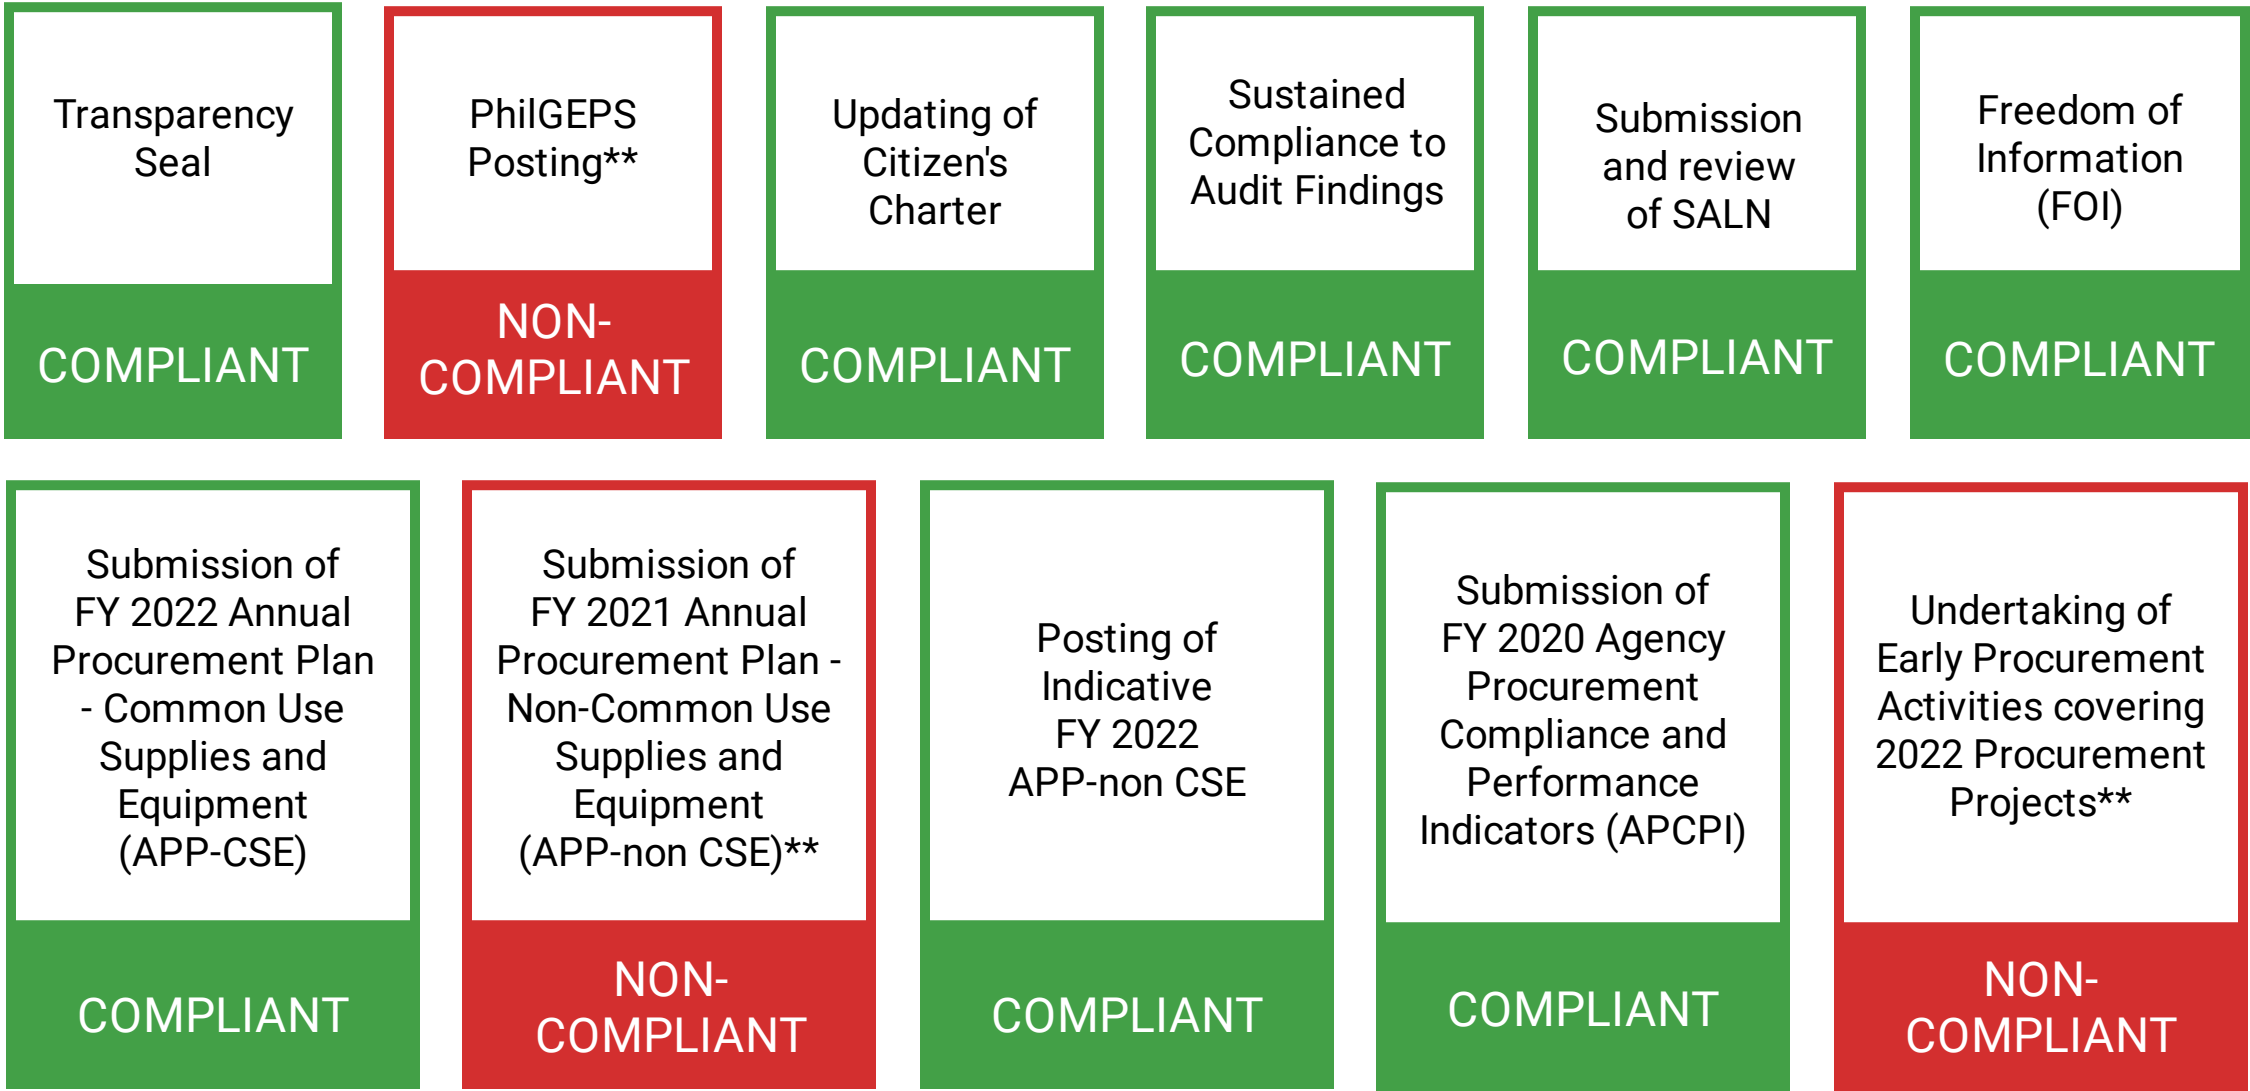 Transparency
Seal
COMPLIANT
PhilGEPS
Posting**
NON-
COMPLIANT
Updating of
Citizen's
Charter
COMPLIANT
Sustained
Compliance to
Audit Findings
COMPLIANT
Submission
and review
of SALN
COMPLIANT
Freedom of
Information
(FOI)
COMPLIANT
Submission of
FY 2022 Annual
Procurement Plan
- Common Use
Supplies and
Equipment
(APP-CSE)
COMPLIANT
Submission of
FY 2021 Annual
Procurement Plan -
Non-Common Use
Supplies and
Equipment
(APP-non CSE)**
NON-
COMPLIANT
Posting of
Indicative
FY 2022
APP-non CSE
COMPLIANT
Submission of
FY 2020 Agency
Procurement
Compliance and
Performance
Indicators (APCPI)
COMPLIANT
Undertaking of
Early Procurement
Activities covering
2022 Procurement
Projects**
NON-
COMPLIANT